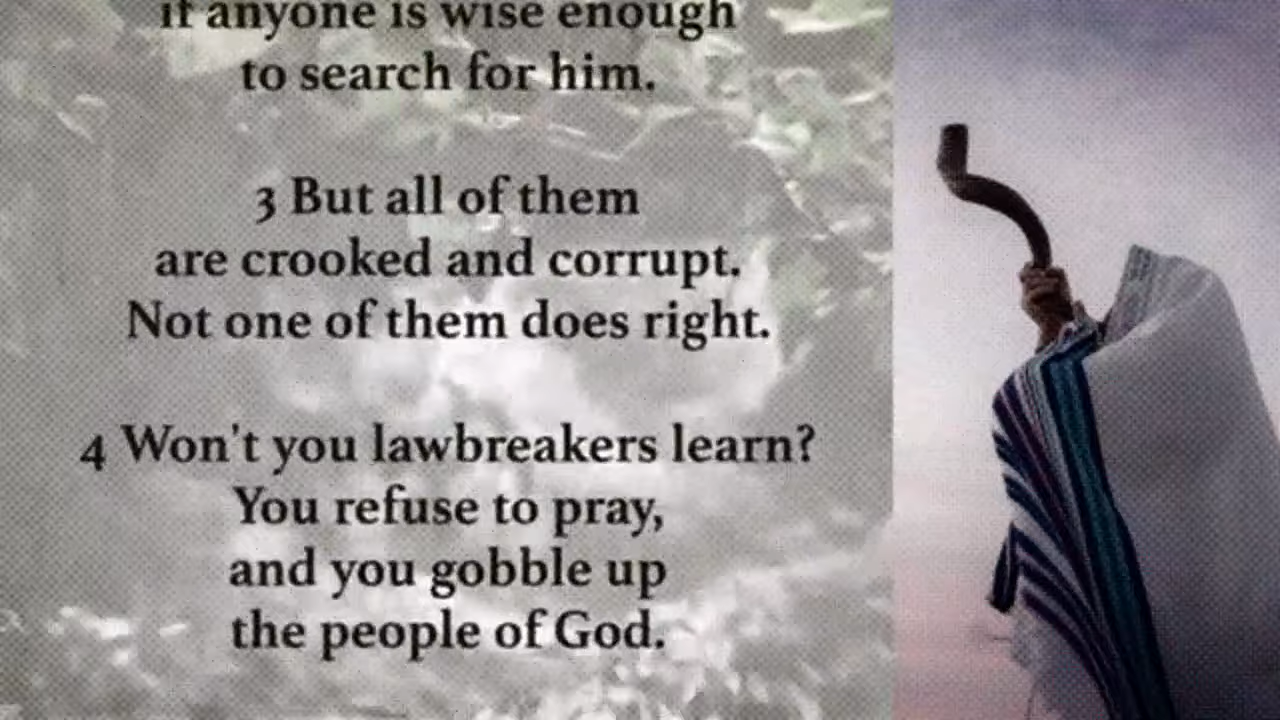 if anyone is wise enough
to search for him.
3 But all of them
are crooked and corrupt.
Not one of them does right.
4 Won't you lawbreakers learn?
You refuse to pray,
and you gobble up
the people of God.